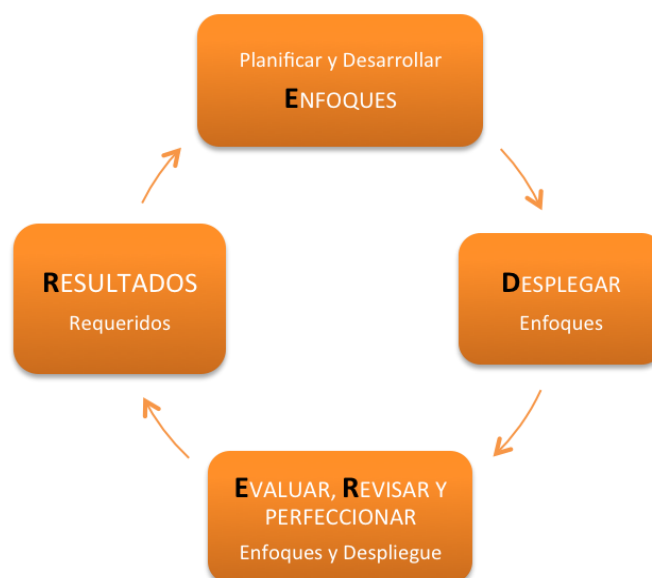 Planificar y Desarrollar
ENFOQUES
RESULTADOS
Requeridos
DESPLEGAR
Enfoques
EVALUAR, REVISAR Y
PERFECCIONAR
Enfoques y Despliegue